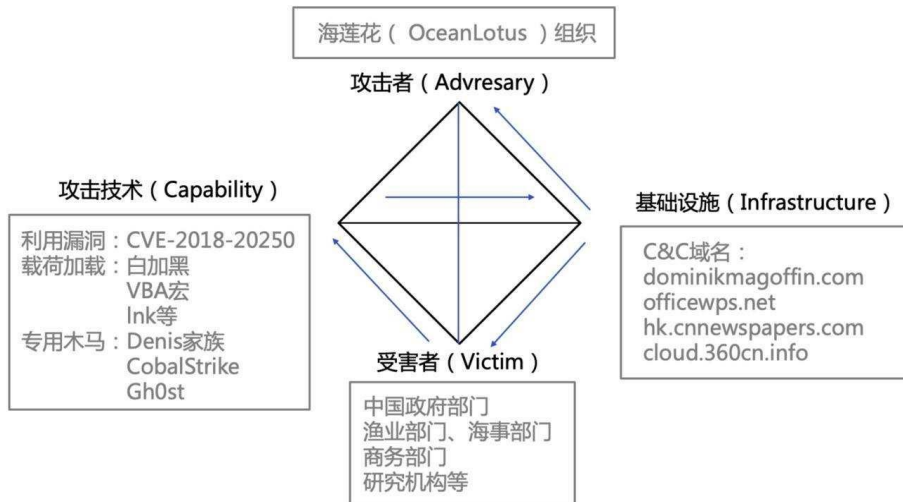 海莲花（ OceanLotus ）组织
攻击者（Advresary）
攻击技术（Capability）
利用漏洞：CVE-2018-20250
载荷加载：白加黑
VBA宏
lnk等
专用木马：Denis家族
CobalStrike
Gh0st
基础设施（Infrastructure）
C&C域名：
dominikmagoffin.com
officewps.net
hk.cnnewspapers.com
cloud.360cn.info
受害者（Victim）
中国政府部门
渔业部门、海事部门
商务部门
研究机构等